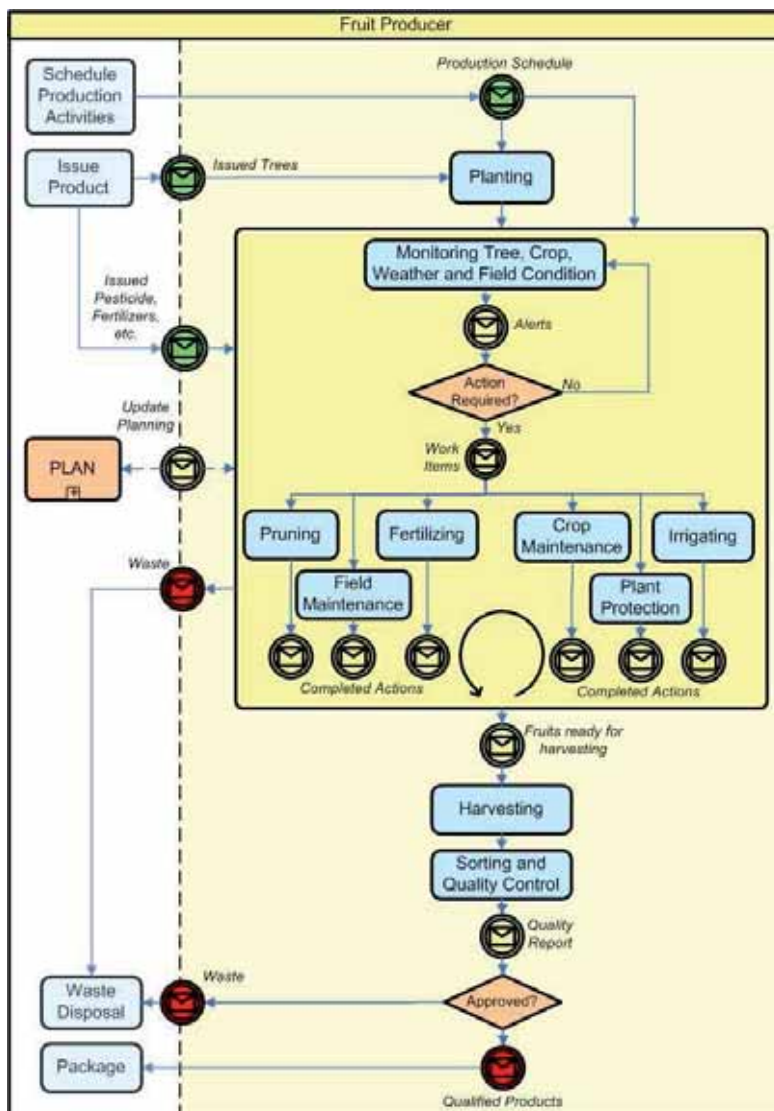 Fruit Producer
Schedule
Production
Activities
Production Schedule
Issue
Product
Issued Trees
Planting
Monitoring Tree, Crop,
Weather and Field Condition
Issued
Pesticide,
Fertilizers,
etc.
Alerts
Action
Required?
No
Update
Planning
Yes
PLAN
Work
Items
Pruning
Fertilizing
Crop
Maintenance
Irrigating
Waste
Field
Maintenance
Plant
Protection
Completed Actions
Completed Actions
Fruits ready for
harvesting
Harvesting
Sorting and
Quality Control
Quality
Report
Waste
Waste
Disposal
Approved?
Package
Qualified Products